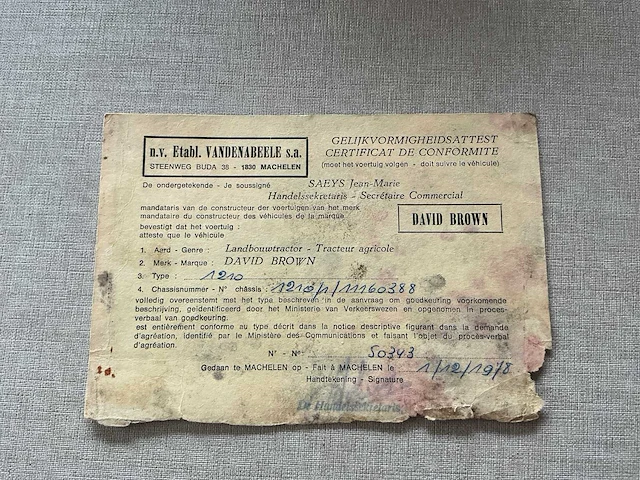 n.v. Etabl. VANDENABEELE s.a.
STEENWEG BUDA 38 - 1830 MACHELEN
GELIJKVORMIGHEIDSATTEST
CERTIFICAT DE CONFORMITE
(moet het voertuig volgen - doit suivre le véhicule)
De ondergetekende - Je soussigné SAEYS Jean-Marie
Handelssekretaris - Secrétaire Commercial
mandataris van de constructeur der voertuigen van het merk
mandataire du constructeur des véhicules de la marque
DAVID BROWN
bevestigt dat het voertuig :
atteste que le véhicule
1. Aard - Genre : Landbouwtractor - Tracteur agricole
2. Merk - Marque : DAVID BROWN
3. Type : 1210
4. Chassisnummer - N° châssis : 1210/1/11160388
volledig overeenstemt met het type beschreven in de aanvraag om goedkeuring voorkomende
beschrijving, geïdentificeerd door het Ministerie van Verkeerswezen en opgenomen in proces-
verbaal van goedkeuring.
est entièrement conforme au type décrit dans la notice descriptive figurant dans la demande
d'agréation, identifié par le Ministère des Communications et faisant l'objet du procès-verbal
d'agréation.
N° - N° 50343
Gedaan te MACHELEN op - Fait à MACHELEN le 1/12/1978
Handtekening - Signature
De Handelssekretaris